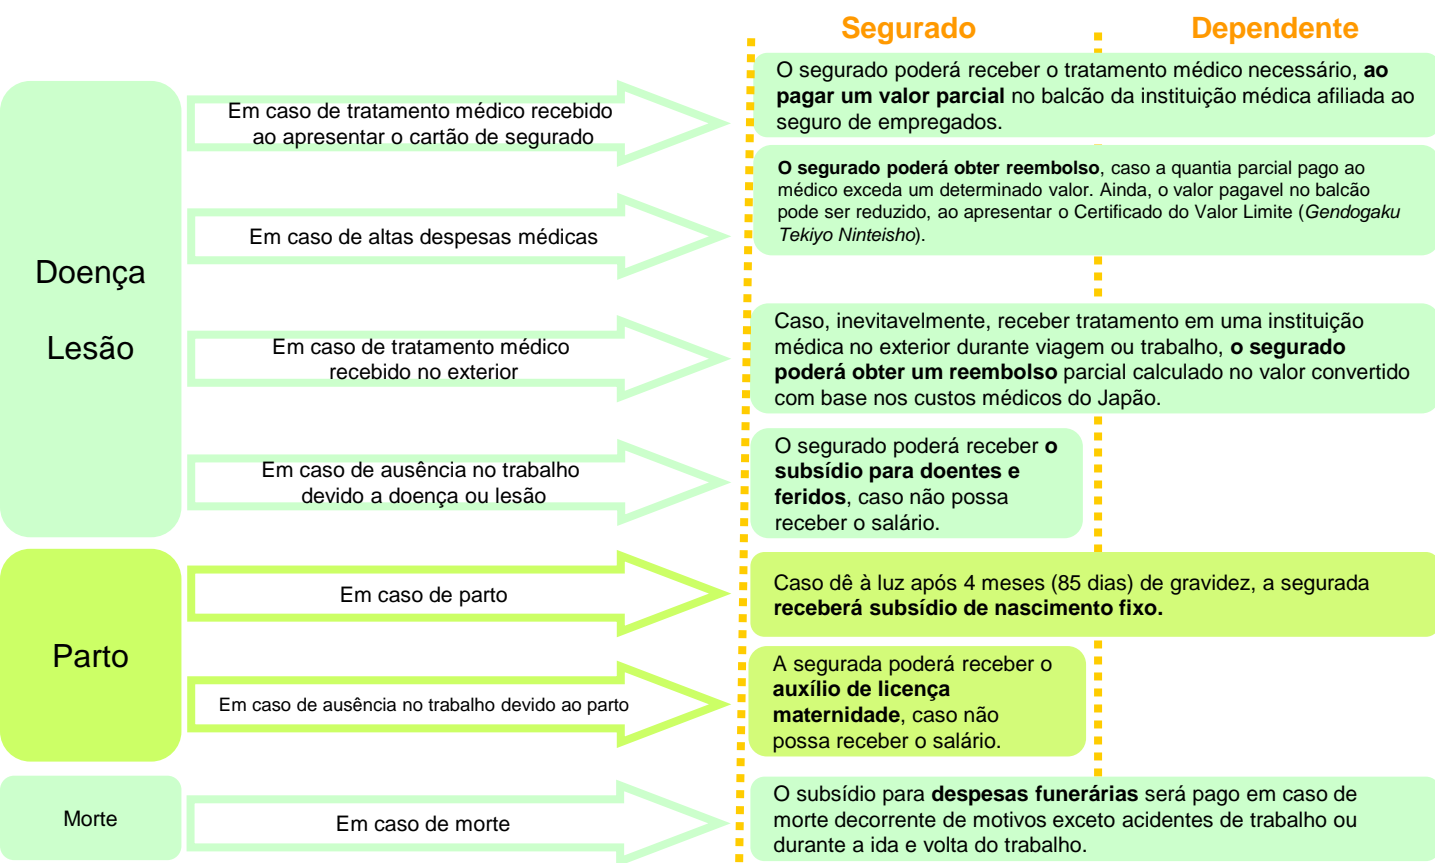 Segurado
Dependente
Doença
Lesão
Em caso de tratamento médico recebido
ao apresentar o cartão de segurado
O segurado poderá receber o tratamento médico necessário, ao
pagar um valor parcial no balcão da instituição médica afiliada ao
seguro de empregados.
Em caso de altas despesas médicas
O segurado poderá obter reembolso, caso a quantia parcial pago ao
médico exceda um determinado valor. Ainda, o valor pagavel no balcão
pode ser reduzido, ao apresentar o Certificado do Valor Limite (Gendogaku
Tekiyo Ninteisho).
Em caso de tratamento médico
recebido no exterior
Caso, inevitavelmente, receber tratamento em uma instituição
médica no exterior durante viagem ou trabalho, o segurado
poderá obter um reembolso parcial calculado no valor convertido
com base nos custos médicos do Japão.
Em caso de ausência no trabalho
devido a doença ou lesão
O segurado poderá receber o
subsídio para doentes e
feridos, caso não possa
receber o salário.
Parto
Em caso de parto
Caso dê à luz após 4 meses (85 dias) de gravidez, a segurada
receberá subsídio de nascimento fixo.
Em caso de ausência no trabalho devido ao parto
A segurada poderá receber o
auxílio de licença
maternidade, caso não
possa receber o salário.
Morte
Em caso de morte
O subsídio para despesas funerárias será pago em caso de
morte decorrente de motivos exceto acidentes de trabalho ou
durante a ida e volta do trabalho.